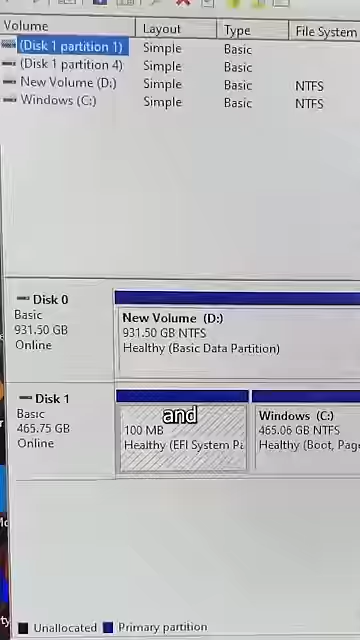 Volume Layout Type File System
(Disk 1 partition 1) Simple Basic
(Disk 1 partition 4) Simple Basic
New Volume (D:) Simple Basic NTFS
Windows (C:) Simple Basic NTFS
Disk 0
Basic
931.50 GB
Online
New Volume (D:)
931.50 GB NTFS
Healthy (Basic Data Partition)
Disk 1
Basic
465.75 GB
Online
and
100 MB
Healthy (EFI System Pa
Windows (C:)
465.06 GB NTFS
Healthy (Boot, Page
Unallocated Primary partition